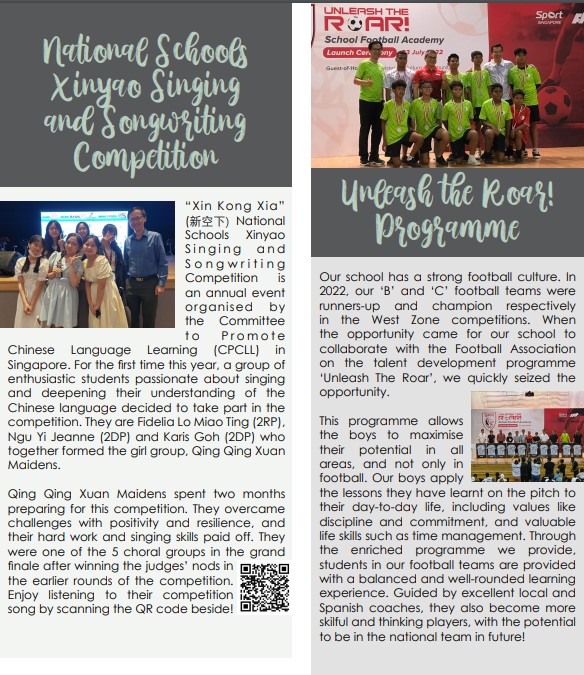 National Schools
Xinyao Singing
and Songwriting
Competition
"Xin Kong Xia"
(新空下) National
Schools Xinyao
Singing and
Songwriting
Competition is
an annual event
organised by
the Committee
to Promote
Chinese Language Learning (CPCLL) in
Singapore. For the first time this year, a group of
enthusiastic students passionate about singing
and deepening their understanding of the
Chinese language decided to take part in the
competition. They are Fidelia Lo Miao Ting (2RP),
Ngu Yi Jeanne (2DP) and Karis Goh (2DP) who
together formed the girl group, Qing Qing Xuan
Maidens.
Qing Qing Xuan Maidens spent two months
preparing for this competition. They overcame
challenges with positivity and resilience, and
their hard work and singing skills paid off. They
were one of the 5 choral groups in the grand
finale after winning the judges' nods in
the earlier rounds of the competition.
Enjoy listening to their competition
song by scanning the QR code beside!
UNLEASH THE
ROAR!
School Football Academy
Launch Ceremony
2022
Guest-of-Ho
Sport
SINGAPORE
Unleash the Roar!
Programme
Our school has a strong football culture. In
2022, our 'B' and 'C' football teams were
runners-up and champion respectively
in the West Zone competitions. When
the opportunity came for our school to
collaborate with the Football Association
on the talent development programme
'Unleash The Roar', we quickly seized the
opportunity.
This programme allows
the boys to maximise
their potential in all
areas, and not only in
football. Our boys apply
the lessons they have learnt on the pitch to
their day-to-day life, including values like
discipline and commitment, and valuable
life skills such as time management. Through
the enriched programme we provide,
students in our football teams are provided
with a balanced and well-rounded learning
experience. Guided by excellent local and
Spanish coaches, they also become more
skilful and thinking players, with the potential
to be in the national team in future!
ROAR!